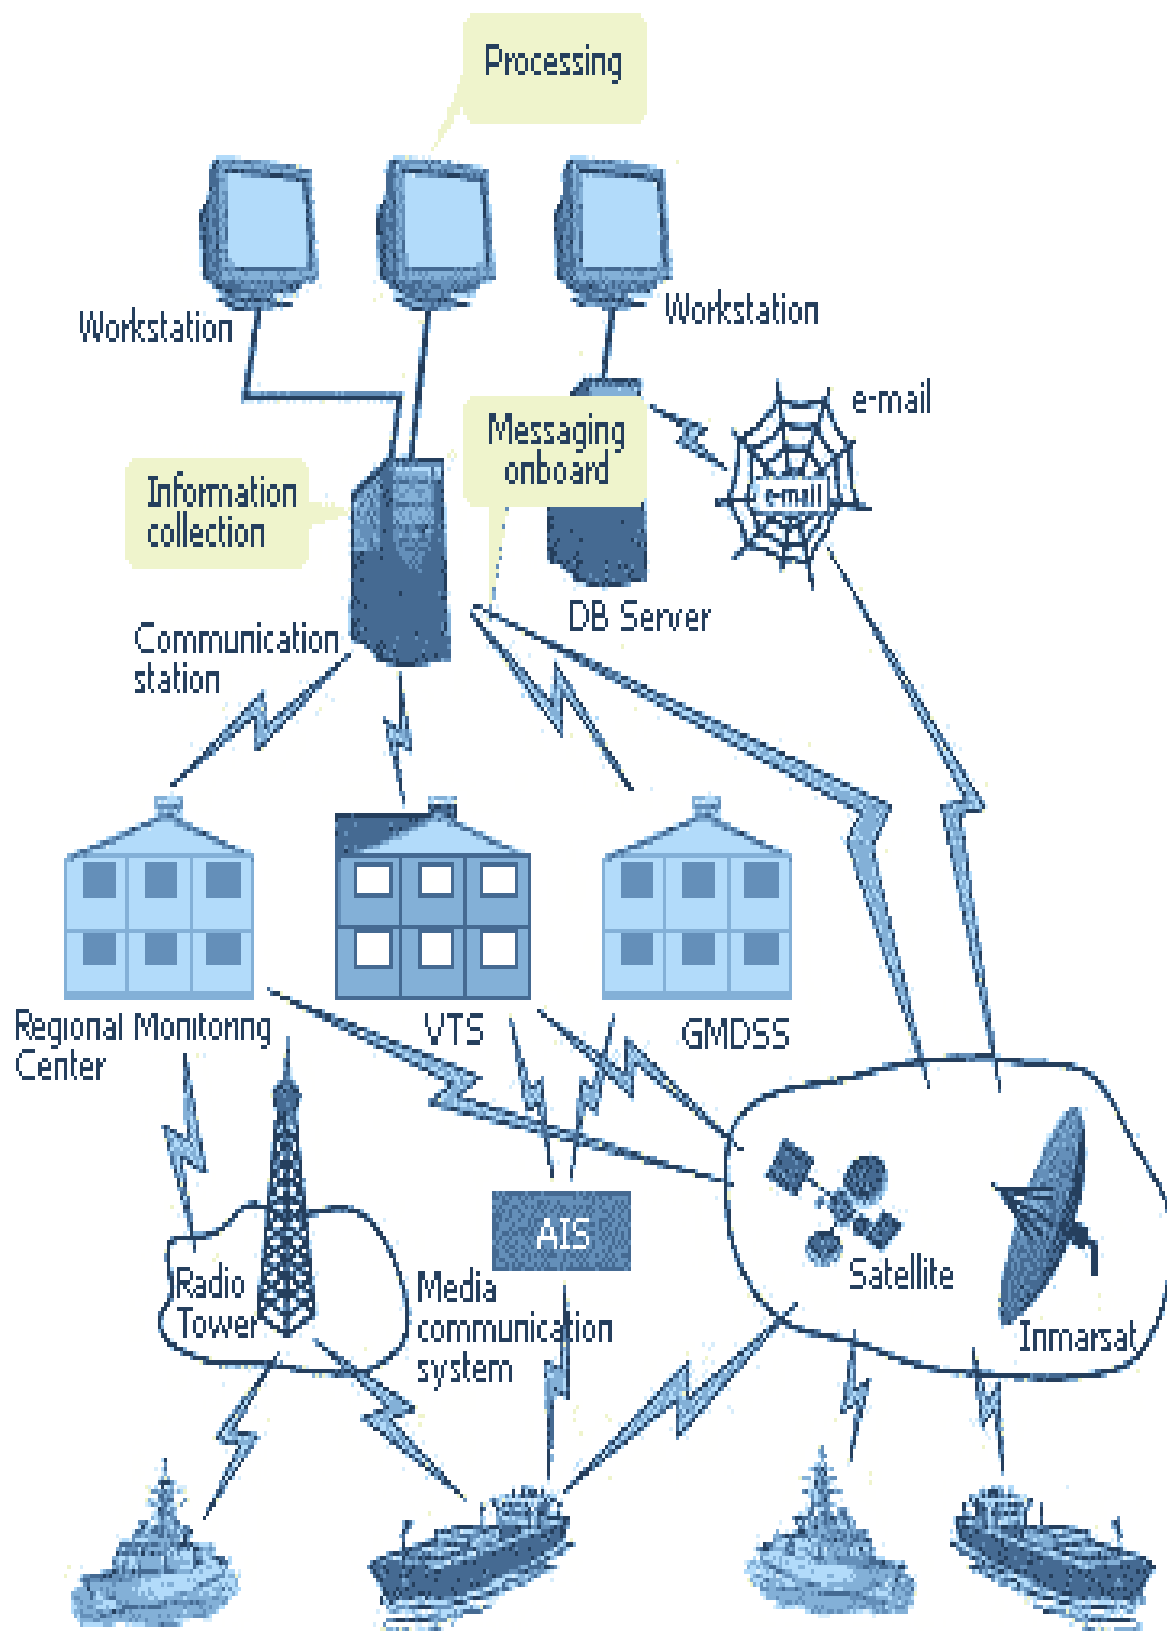 Processing
Workstation
Workstation
e-mail
Messaging
onboard
e-mail
Information
collection
DB Server
Communication
station
Regional Monitoring
Center
VTS
GMDSS
AIS
Radio
Tower
Media
communication
system
Satellite
Inmarsat